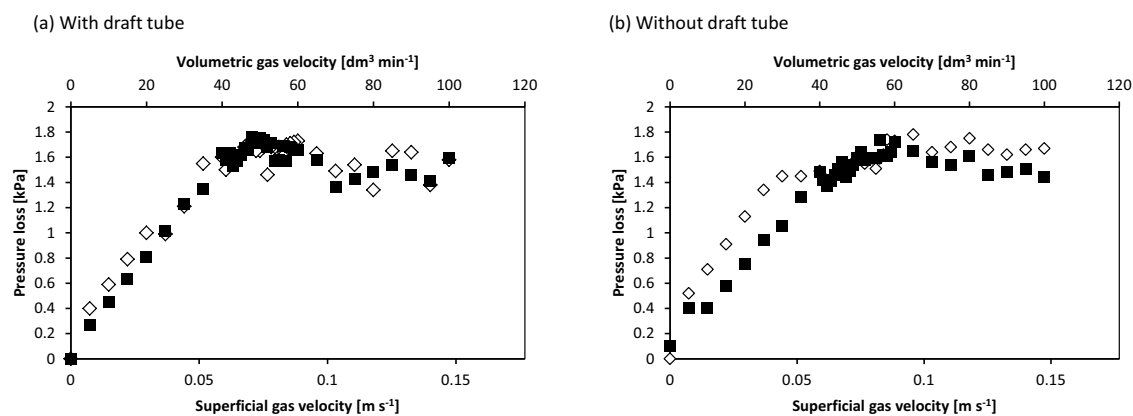 (a) With draft tube
Volumetric gas velocity [dm³ min⁻¹]
0 20 40 60 80 100 120
2
1.8
1.6
1.4
1.2
1
0.8
0.6
0.4
0.2
0
Pressure loss [kPa]
0 0.05 0.1 0.15
Superficial gas velocity [m s⁻¹]
(b) Without draft tube
Volumetric gas velocity [dm³ min⁻¹]
0 20 40 60 80 100 120
2
1.8
1.6
1.4
1.2
1
0.8
0.6
0.4
0.2
0
Pressure loss [kPa]
0 0.05 0.1 0.15
Superficial gas velocity [m s⁻¹]